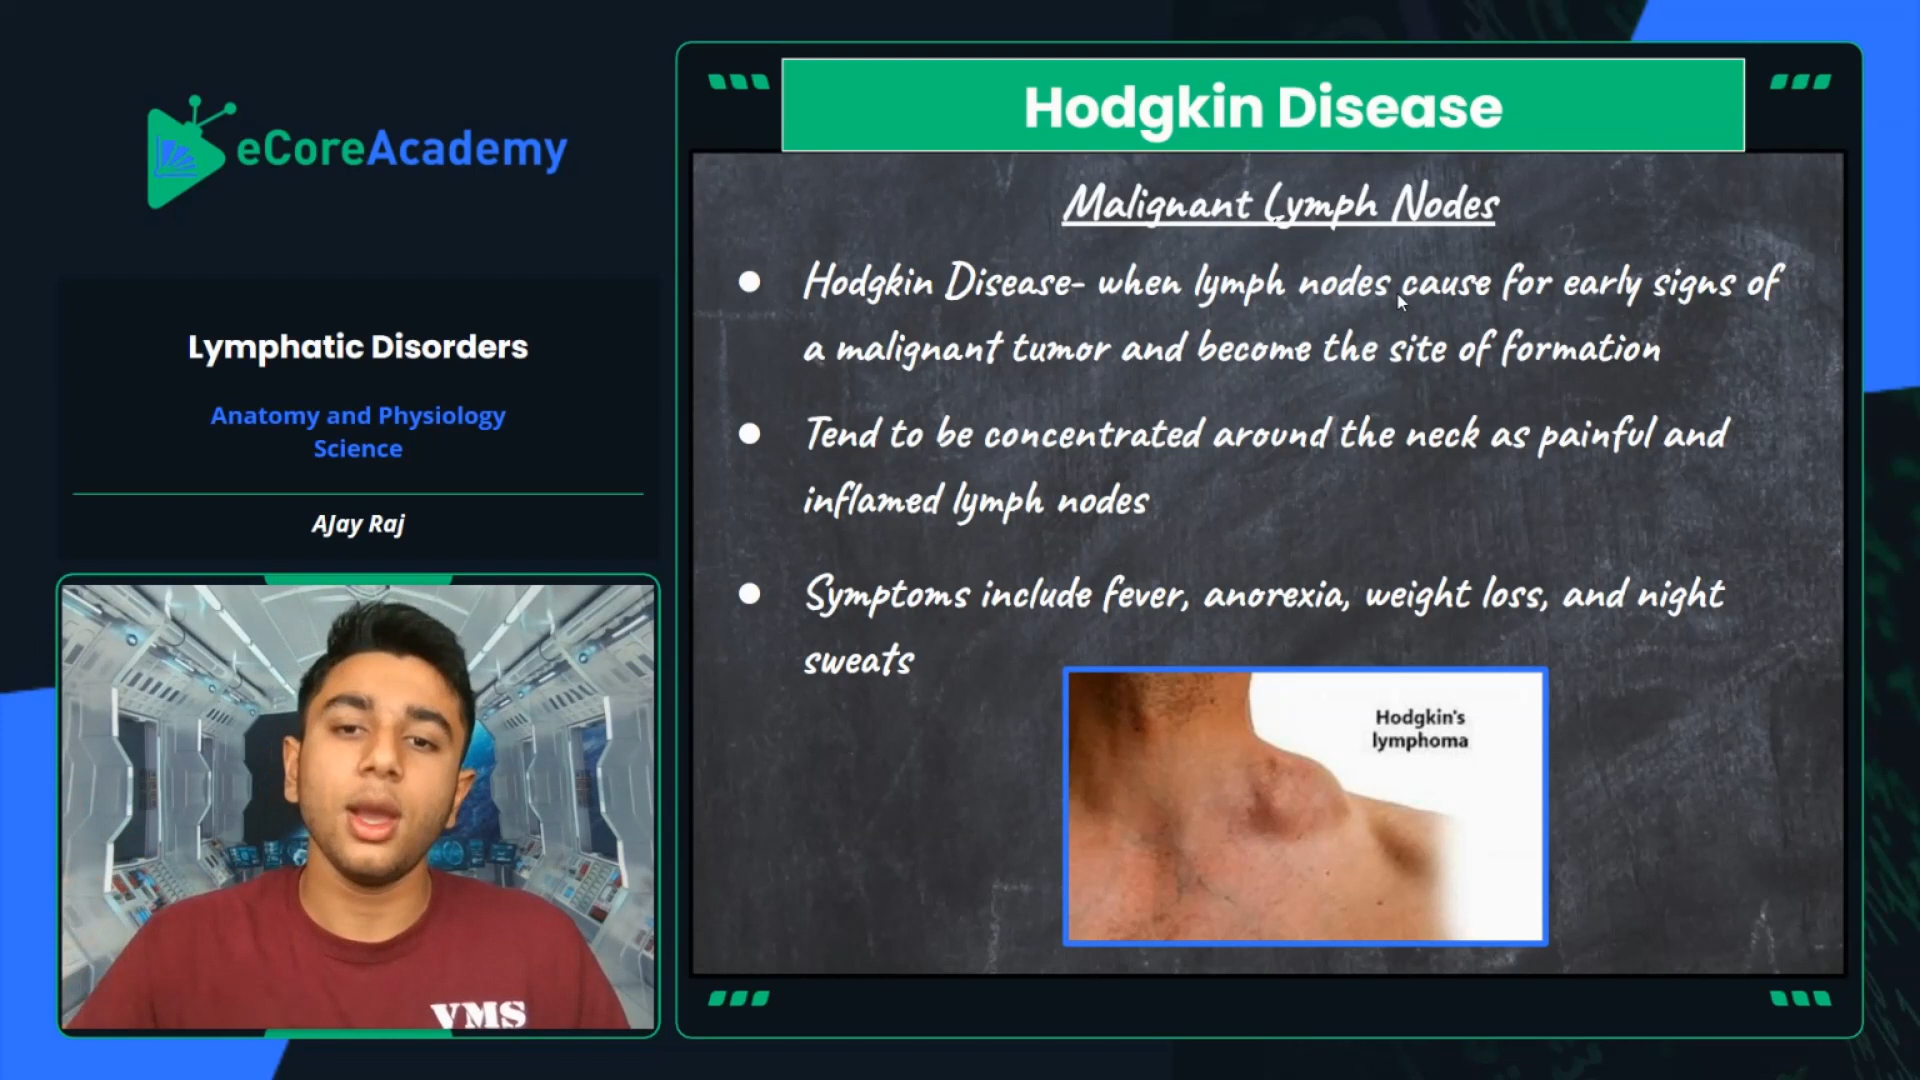 eCoreAcademy
Lymphatic Disorders
Anatomy and Physiology
Science
AJay Raj
VMS
Hodgkin Disease
Malignant Lymph Nodes
Hodgkin Disease- when lymph nodes cause for early signs of
a malignant tumor and become the site of formation
Tend to be concentrated around the neck as painful and
inflamed lymph nodes
Symptoms include fever, anorexia, weight loss, and night
sweats
Hodgkin's
lymphoma